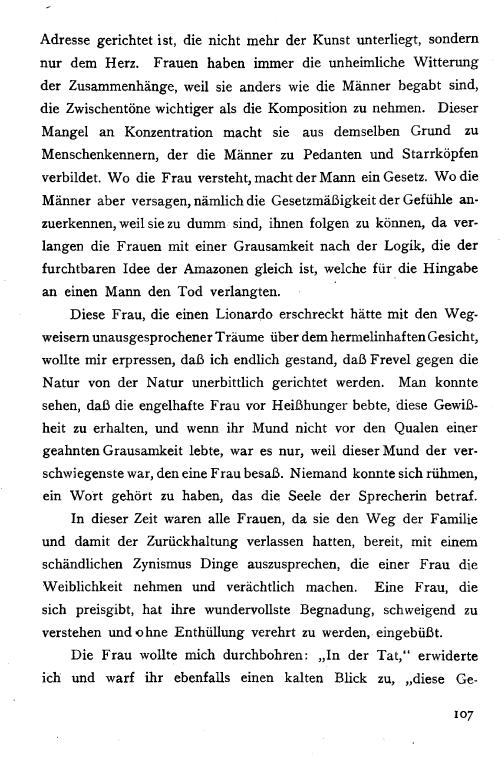 Adresse gerichtet ist, die nicht mehr der Kunst unterliegt, sondern
nur dem Herz. Frauen haben immer die unheimliche Witterung
der Zusammenhänge, weil sie anders wie die Männer begabt sind,
die Zwischentöne wichtiger als die Komposition zu nehmen. Dieser
Mangel an Konzentration macht sie aus demselben Grund zu
Menschenkennern, der die Männer zu Pedanten und Starrköpfen
verbildet. Wo die Frau versteht, macht der Mann ein Gesetz. Wo die
Männer aber versagen, nämlich die Gesetzmäßigkeit der Gefühle an-
zuerkennen, weil sie zu dumm sind, ihnen folgen zu können, da ver-
langen die Frauen mit einer Grausamkeit nach der Logik, die der
furchtbaren Idee der Amazonen gleich ist, welche für die Hingabe
an einen Mann den Tod verlangten.
Diese Frau, die einen Lionardo erschreckt hätte mit den Weg-
weisern unausgesprochener Träume über dem hermelinhaften Gesicht,
wollte mir erpressen, daß ich endlich gestand, daß Frevel gegen die
Natur von der Natur unerbittlich gerichtet werden. Man konnte
sehen, daß die engelhafte Frau vor Heißhunger bebte, diese Gewiß-
heit zu erhalten, und wenn ihr Mund nicht vor den Qualen einer
geahnten Grausamkeit lebte, war es nur, weil dieser Mund der ver-
schwiegenste war, den eine Frau besaß. Niemand konnte sich rühmen,
ein Wort gehört zu haben, das die Seele der Sprecherin betraf.
In dieser Zeit waren alle Frauen, da sie den Weg der Familie
und damit der Zurückhaltung verlassen hatten, bereit, mit einem
schändlichen Zynismus Dinge auszusprechen, die einer Frau die
Weiblichkeit nehmen und verächtlich machen. Eine Frau, die
sich preisgibt, hat ihre wundervollste Begnadung, schweigend zu
verstehen und ohne Enthüllung verehrt zu werden, eingebüßt.
Die Frau wollte mich durchbohren: „In der Tat,“ erwiderte
ich und warf ihr ebenfalls einen kalten Blick zu, „diese Ge-
107